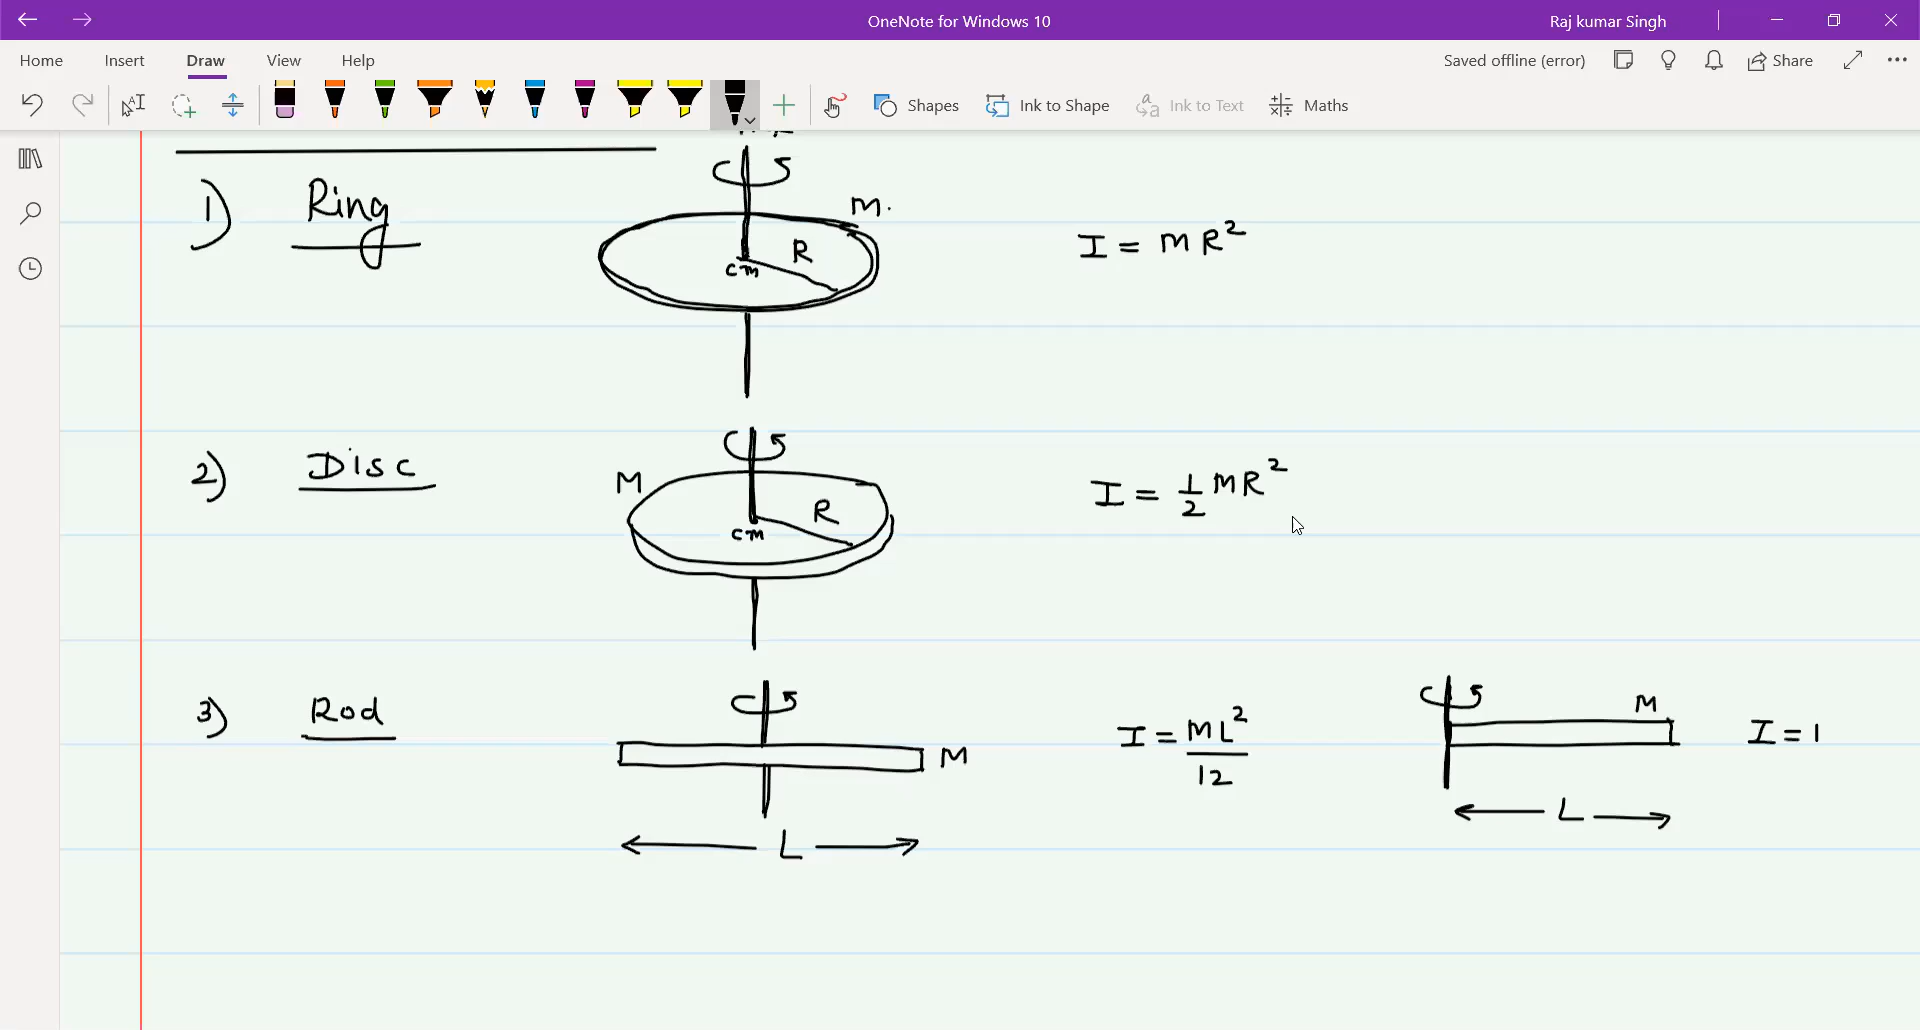 OneNote for Windows 10
Raj kumar Singh
Home Insert Draw View Help
Saved offline (error)
Share
Shapes
Ink to Shape
Ink to Text
Maths
1) Ring
M.
R
cm
I = MR²
2) Disc
M
R
cm
I = 1/2 MR²
3) Rod
M
L
I = ML²/12
M
L
I = 1